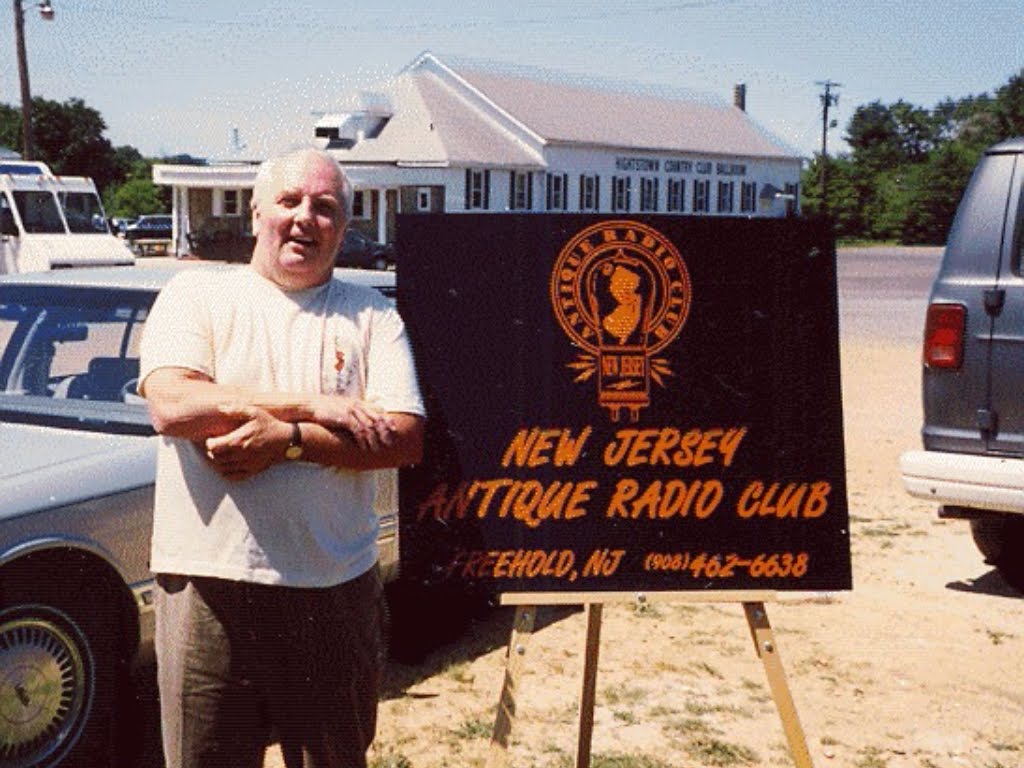 HIGHTSTOWN COUNTRY CLUB BALLROOM
ANTIQUE RADIO CLUB
NEW JERSEY
NEW JERSEY
ANTIQUE RADIO CLUB
FREEHOLD, NJ (908)462-6638